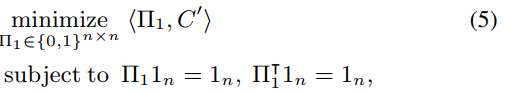 minimize ⟨Π₁, C′⟩ (5)
Π₁∈{0,1}ⁿˣⁿ
subject to Π₁1ₙ = 1ₙ, Π₁ᵀ1ₙ = 1ₙ,